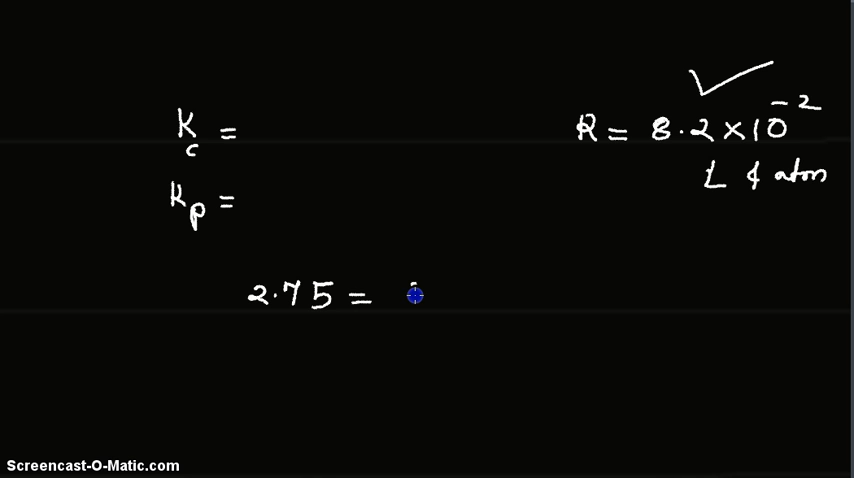 Kc =
R = 8.2 × 10⁻²
L & atm
Kp =
2.75 =
Screencast-O-Matic.com